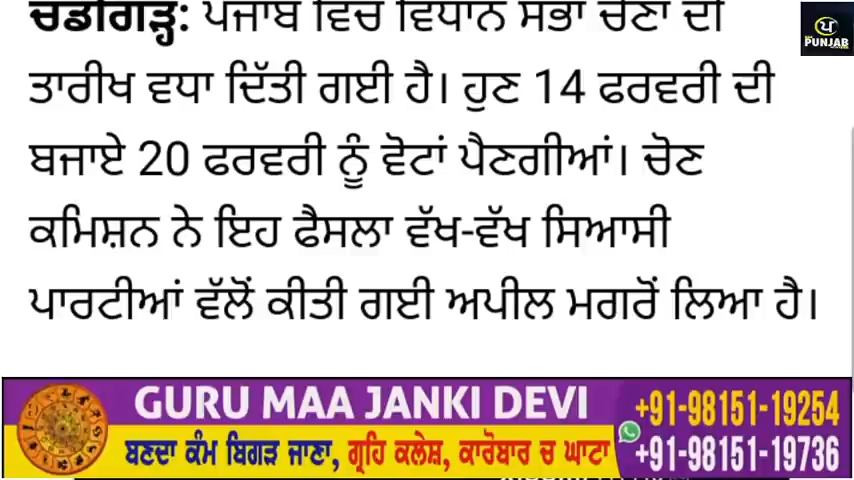 ਚੰਡੀਗੜ੍ਹ: ਪੰਜਾਬ ਵਿਚ ਵਿਧਾਨ ਸਭਾ ਚੋਣਾਂ ਦੀ
ਤਾਰੀਖ ਵਧਾ ਦਿੱਤੀ ਗਈ ਹੈ। ਹੁਣ 14 ਫਰਵਰੀ ਦੀ
ਬਜਾਏ 20 ਫਰਵਰੀ ਨੂੰ ਵੋਟਾਂ ਪੈਣਗੀਆਂ। ਚੋਣ
ਕਮਿਸ਼ਨ ਨੇ ਇਹ ਫੈਸਲਾ ਵੱਖ-ਵੱਖ ਸਿਆਸੀ
ਪਾਰਟੀਆਂ ਵੱਲੋਂ ਕੀਤੀ ਗਈ ਅਪੀਲ ਮਗਰੋਂ ਲਿਆ ਹੈ।
ਪ
PUNJAB
GURU MAA JANKI DEVI
ਬਣਦਾ ਕੰਮ ਬਿਗੜ ਜਾਣਾ, ਗ੍ਰਹਿ ਕਲੇਸ਼, ਕਾਰੋਬਾਰ ਚ ਘਾਟਾ
+91-98151-19254
+91-98151-19736